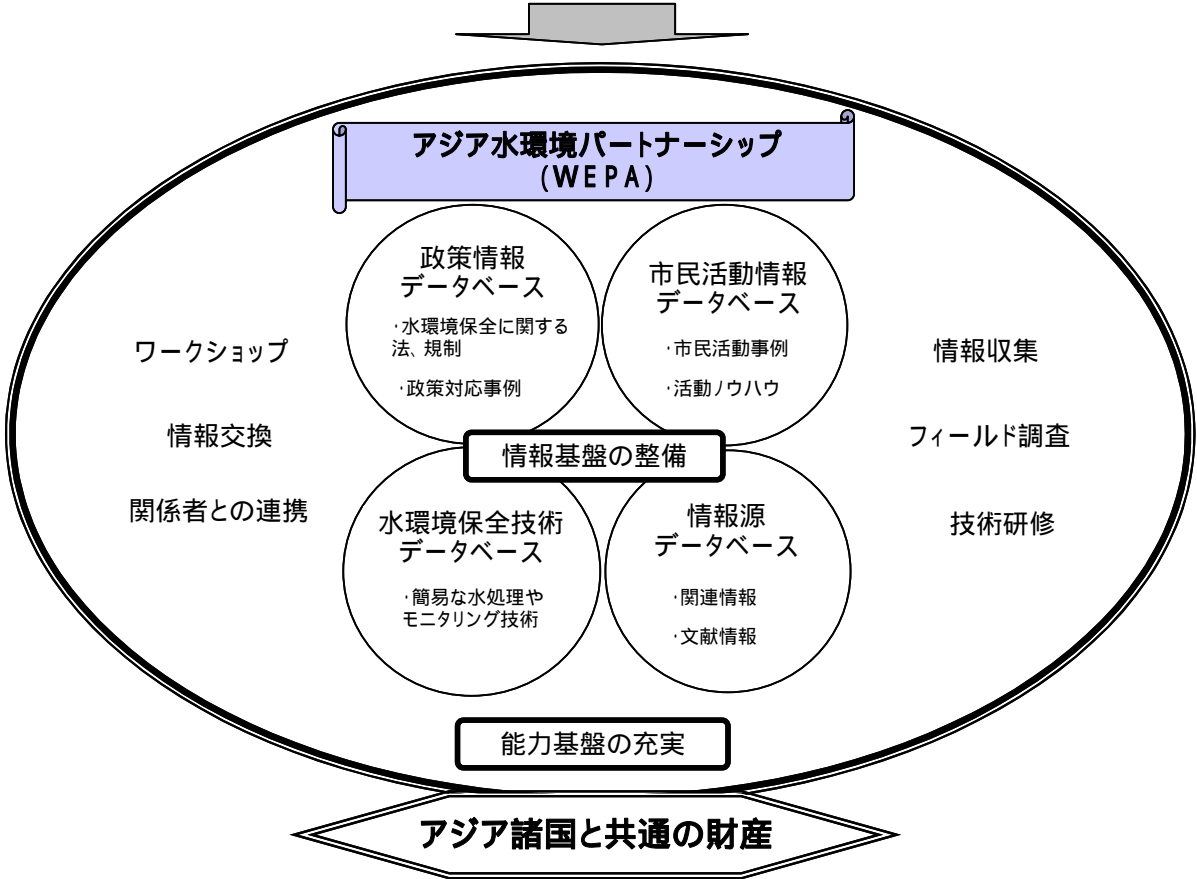 アジア水環境パートナーシップ
(WEPA)
政策情報
データベース
・水環境保全に関する
法、規制
・政策対応事例
市民活動情報
データベース
・市民活動事例
・活動ノウハウ
ワークショップ
情報交換
関係者との連携
情報収集
フィールド調査
技術研修
情報基盤の整備
水環境保全技術
データベース
・簡易な水処理や
モニタリング技術
情報源
データベース
・関連情報
・文献情報
能力基盤の充実
アジア諸国と共通の財産